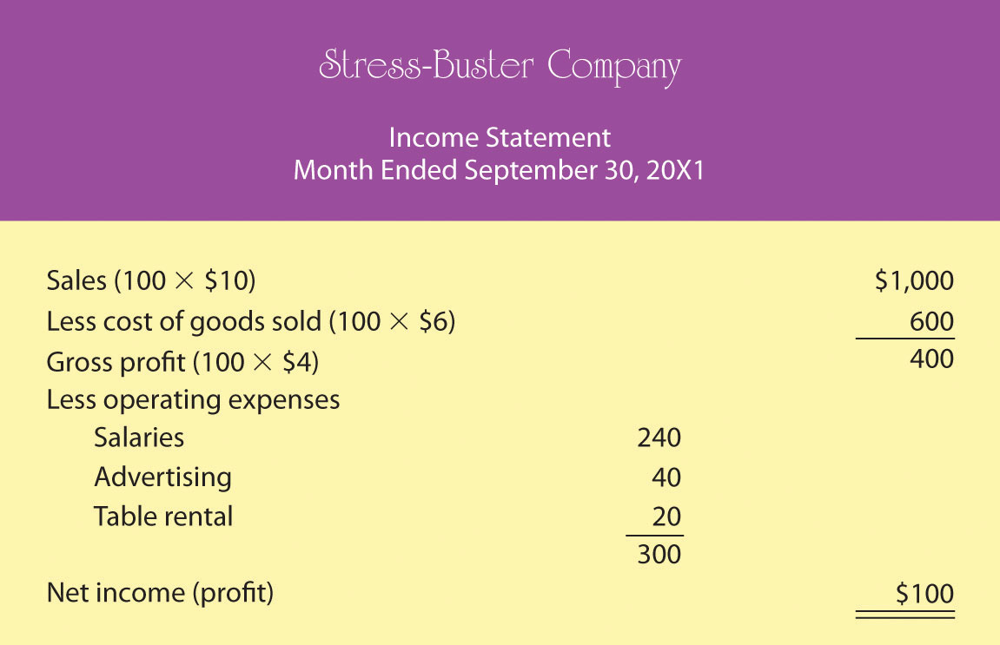 Stress-Buster Company
Income Statement
Month Ended September 30, 20X1
Sales (100 × $10) $1,000
Less cost of goods sold (100 × $6) 600
Gross profit (100 × $4) 400
Less operating expenses
Salaries 240
Advertising 40
Table rental 20
300
Net income (profit) $100